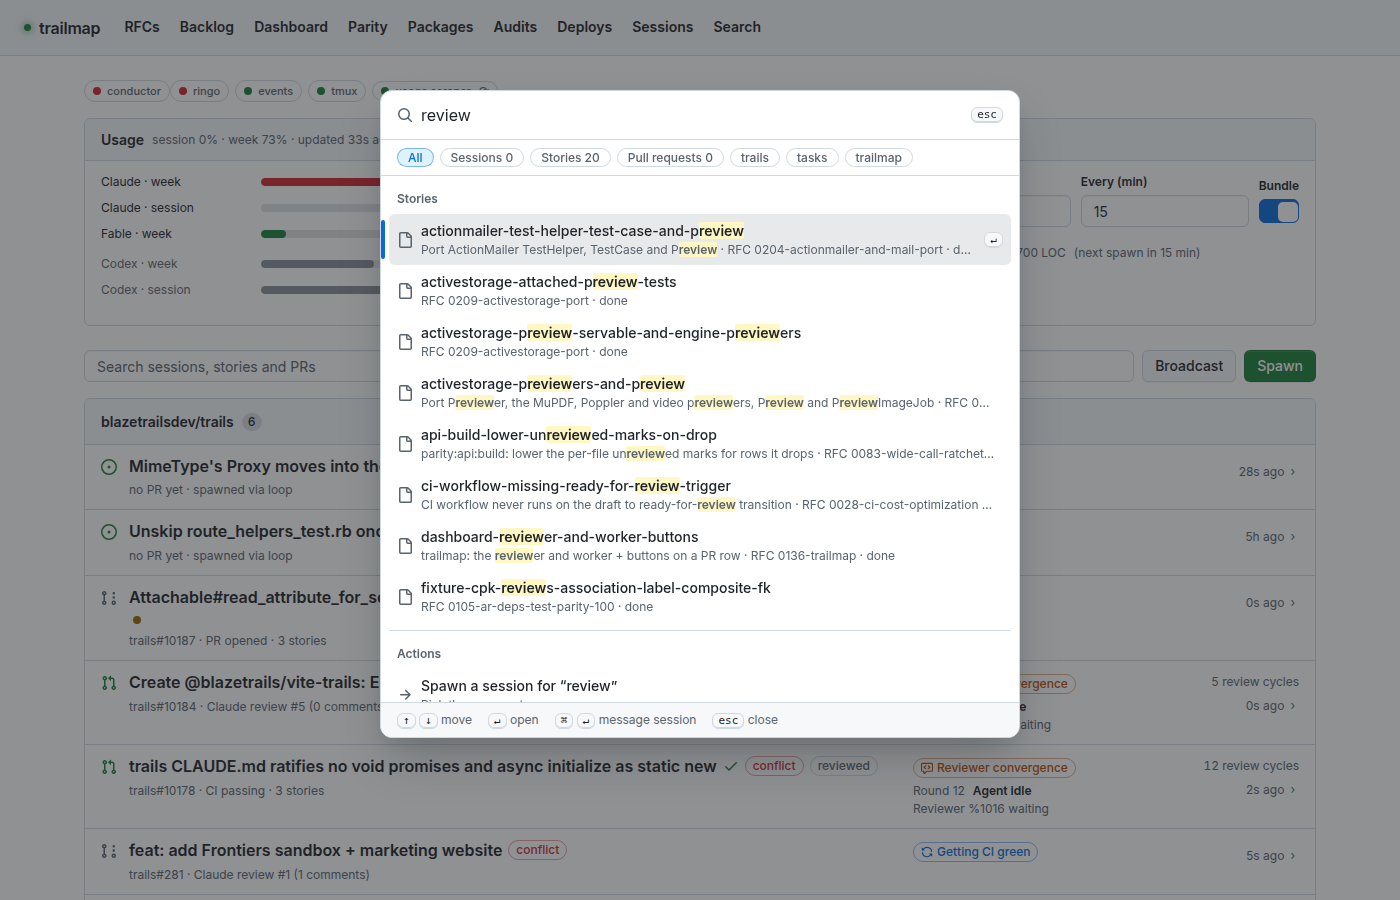 trailmap RFCs Backlog Dashboard Parity Packages Audits Deploys Sessions Search
conductor ringo events tmux
review esc
All Sessions 0 Stories 20 Pull requests 0 trails tasks trailmap
Usage session 0% · week 73% · updated 33s a
Claude · week
Claude · session
Fable · week
Codex · week
Codex · session
Every (min) Bundle
15
700 LOC (next spawn in 15 min)
Search sessions, stories and PRs Broadcast Spawn
Stories
actionmailer-test-helper-test-case-and-preview
Port ActionMailer TestHelper, TestCase and Preview · RFC 0204-actionmailer-and-mail-port · d...
activestorage-attached-preview-tests
RFC 0209-activestorage-port · done
activestorage-preview-servable-and-engine-previewers
RFC 0209-activestorage-port · done
activestorage-previewers-and-preview
Port Previewer, the MuPDF, Poppler and video previewers, Preview and PreviewImageJob · RFC 0...
api-build-lower-unreviewed-marks-on-drop
parity:api:build: lower the per-file unreviewed marks for rows it drops · RFC 0083-wide-call-ratchet...
ci-workflow-missing-ready-for-review-trigger
CI workflow never runs on the draft to ready-for-review transition · RFC 0028-ci-cost-optimization ...
dashboard-reviewer-and-worker-buttons
trailmap: the reviewer and worker + buttons on a PR row · RFC 0136-trailmap · done
fixture-cpk-reviews-association-label-composite-fk
RFC 0105-ar-deps-test-parity-100 · done
Actions
Spawn a session for “review”
↑ ↓ move ↵ open ⌘ ↵ message session esc close
blazetrailsdev/trails 6
MimeType's Proxy moves into th
no PR yet · spawned via loop
28s ago
Unskip route_helpers_test.rb onc
no PR yet · spawned via loop
5h ago
Attachable#read_attribute_for_s
trails#10187 · PR opened · 3 stories
0s ago
Create @blazetrails/vite-trails: E
trails#10184 · Claude review #5 (0 comments
ergence 5 review cycles
e 0s ago
aiting
trails CLAUDE.md ratifies no void promises and async initialize as static new conflict reviewed
trails#10178 · CI passing · 3 stories
Reviewer convergence 12 review cycles
Round 12 Agent idle 2s ago
Reviewer %1016 waiting
feat: add Frontiers sandbox + marketing website conflict
trails#281 · Claude review #1 (1 comments)
Getting CI green 5s ago